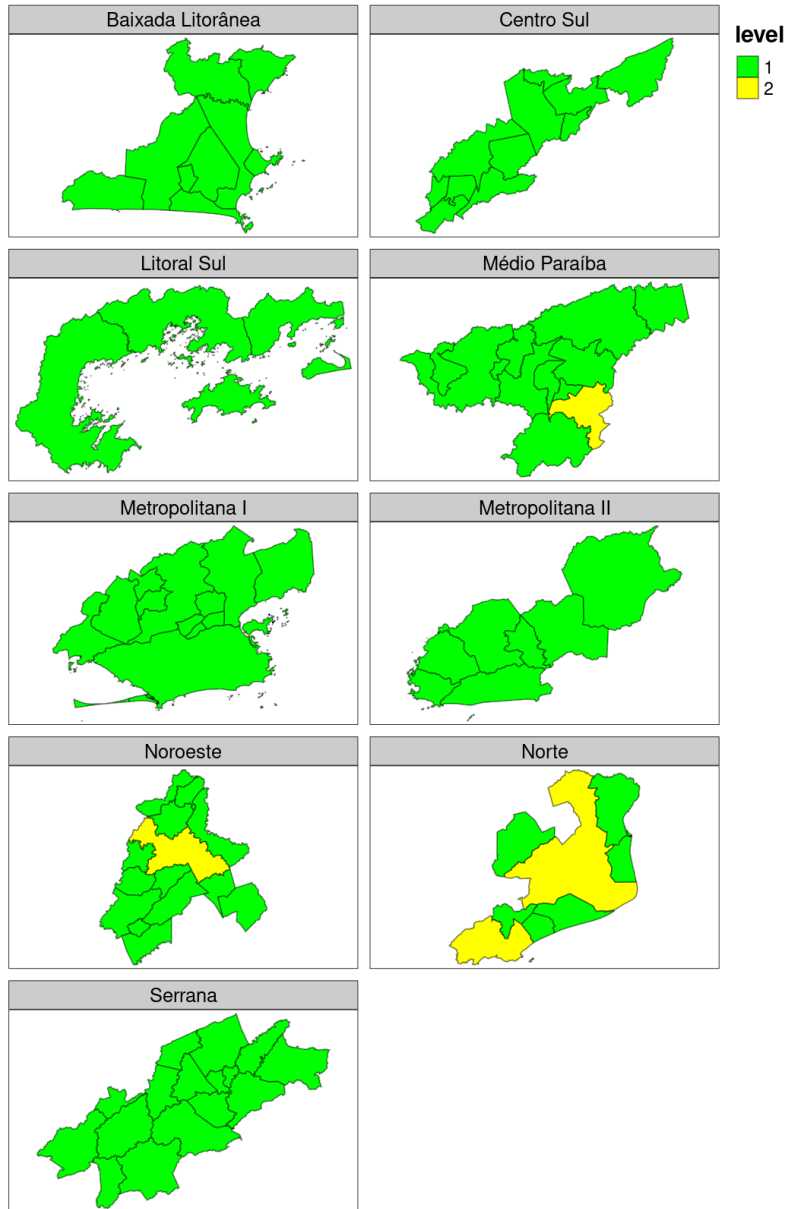 Baixada Litorânea
Centro Sul
level
1
2
Litoral Sul
Médio Paraíba
Metropolitana I
Metropolitana II
Noroeste
Norte
Serrana